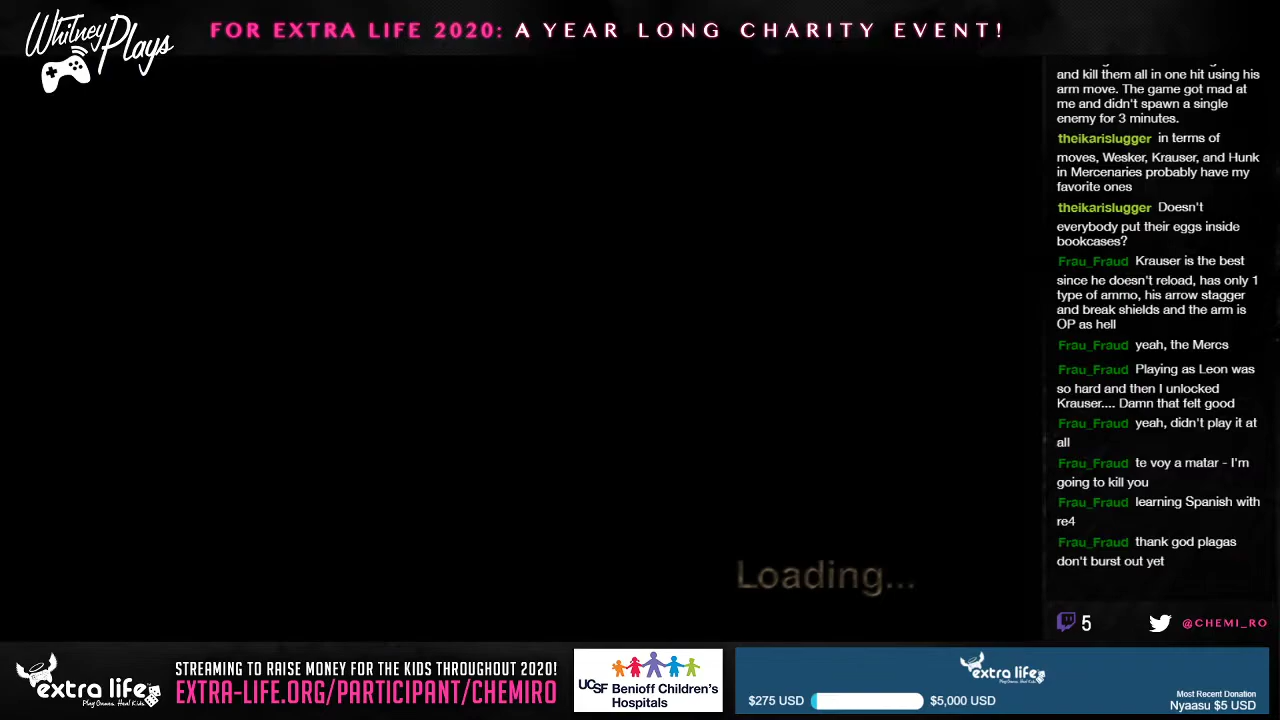 Whitney Plays
FOR EXTRA LIFE 2020: A YEAR LONG CHARITY EVENT!
and kill them all in one hit using his
arm move. The game got mad at
me and didn't spawn a single
enemy for 3 minutes.
theikarislugger in terms of
moves, Wesker, Krauser, and Hunk
in Mercenaries probably have my
favorite ones
theikarislugger Doesn't
everybody put their eggs inside
bookcases?
Frau_Fraud Krauser is the best
since he doesn't reload, has only 1
type of ammo, his arrow stagger
and break shields and the arm is
OP as hell
Frau_Fraud yeah, the Mercs
Frau_Fraud Playing as Leon was
so hard and then I unlocked
Krauser.... Damn that felt good
Frau_Fraud yeah, didn't play it at
all
Frau_Fraud te voy a matar - I'm
going to kill you
Frau_Fraud learning Spanish with
re4
Frau_Fraud thank god plagas
don't burst out yet
Loading...
5
@CHEMI_RO
extra life
Play Games. Heal Kids.
STREAMING TO RAISE MONEY FOR THE KIDS THROUGHOUT 2020!
EXTRA-LIFE.ORG/PARTICIPANT/CHEMIRO
UCSF Benioff Children's
Hospitals
extra life
Play Games. Heal Kids.
$275 USD
$5,000 USD
Most Recent Donation
Nyaasu $5 USD